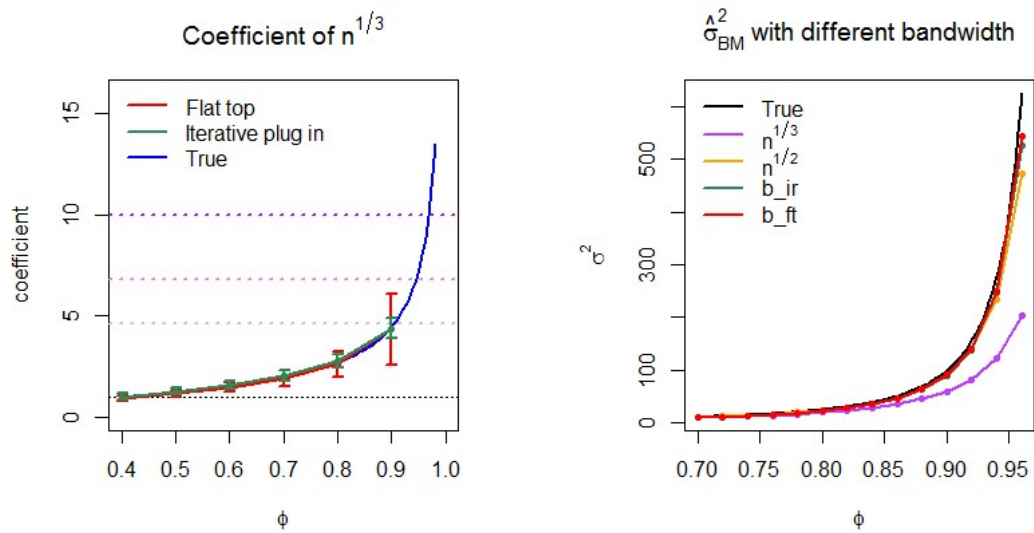 Coefficient of n^{1/3}
Flat top
Iterative plug in
True
coefficient
15
10
5
0
0.4 0.5 0.6 0.7 0.8 0.9 1.0
ϕ
σ̂²_{BM} with different bandwidth
True
n^{1/3}
n^{1/2}
b_ir
b_ft
σ²
500
300
100
0
0.70 0.75 0.80 0.85 0.90 0.95
ϕ